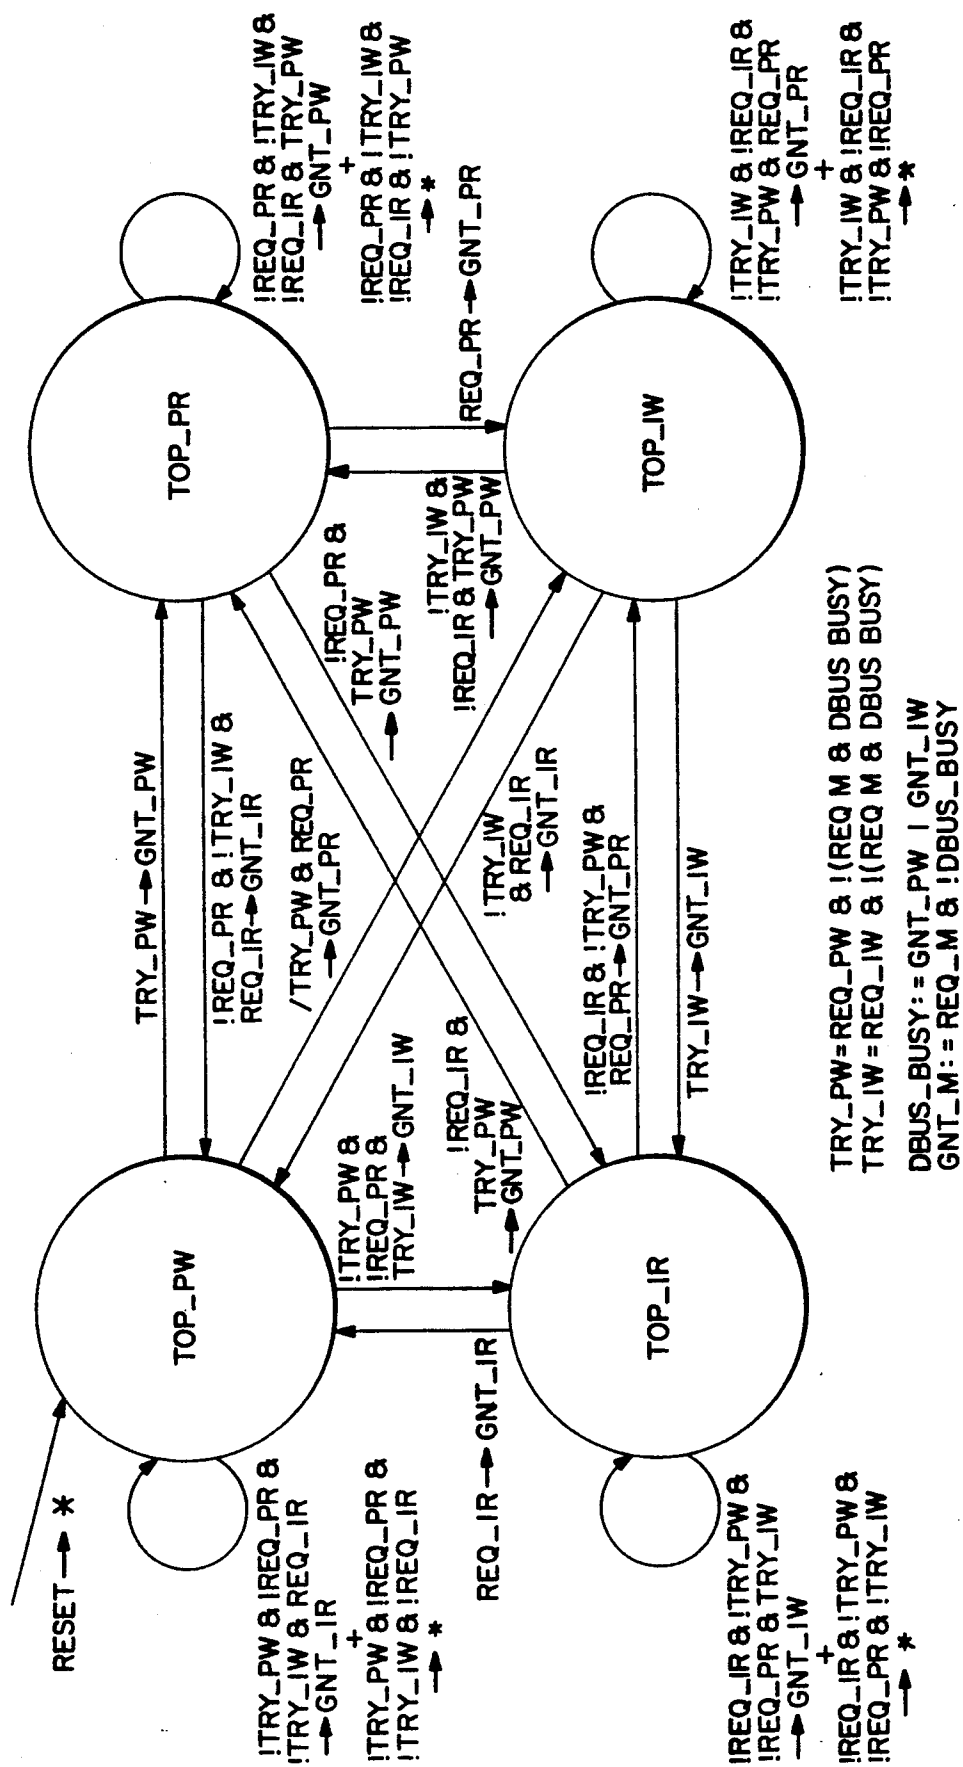 RESET → *
!TRY_PW & !REQ_PR &
!TRY_IW & REQ_IR
→ GNT_IR
+
!TRY_PW & !REQ_PR &
!TRY_IW & !REQ_IR
→ *
TOP_PW
TRY_PW → GNT_PW
!REQ_PR & !TRY_IW &
REQ_IR → GNT_IR
/TRY_PW & REQ_PR
→ GNT_PR
TOP_PR
!REQ_PR & !TRY_IW &
!REQ_IR & TRY_PW
→ GNT_PW
+
!REQ_PR & !TRY_IW &
!REQ_IR & !TRY_PW
→ *
!TRY_PW &
!REQ_PR &
TRY_IW → GNT_IW
!REQ_PR &
TRY_PW
→ GNT_PW
REQ_PR → GNT_PR
!TRY_IW &
!REQ_IR & TRY_PW
→ GNT_PW
REQ_IR → GNT_IR
!REQ_IR &
TRY_PW
→ GNT_PW
!TRY_IW
& REQ_IR
→ GNT_IR
!REQ_IR & !TRY_PW &
REQ_PR → GNT_PR
TRY_IW → GNT_IW
TOP_IR
TOP_IW
!REQ_IR & !TRY_PW &
!REQ_PR & TRY_IW
→ GNT_IW
+
!REQ_IR & !TRY_PW &
!REQ_PR & !TRY_IW
→ *
!TRY_IW & !REQ_IR &
!TRY_PW & REQ_PR
→ GNT_PR
+
!TRY_IW & !REQ_IR &
!TRY_PW & !REQ_PR
→ *
TRY_PW = REQ_PW & !(REQ M & DBUS BUSY)
TRY_IW = REQ_IW & !(REQ M & DBUS BUSY)
DBUS_BUSY := GNT_PW | GNT_IW
GNT_M := REQ_M & !DBUS_BUSY